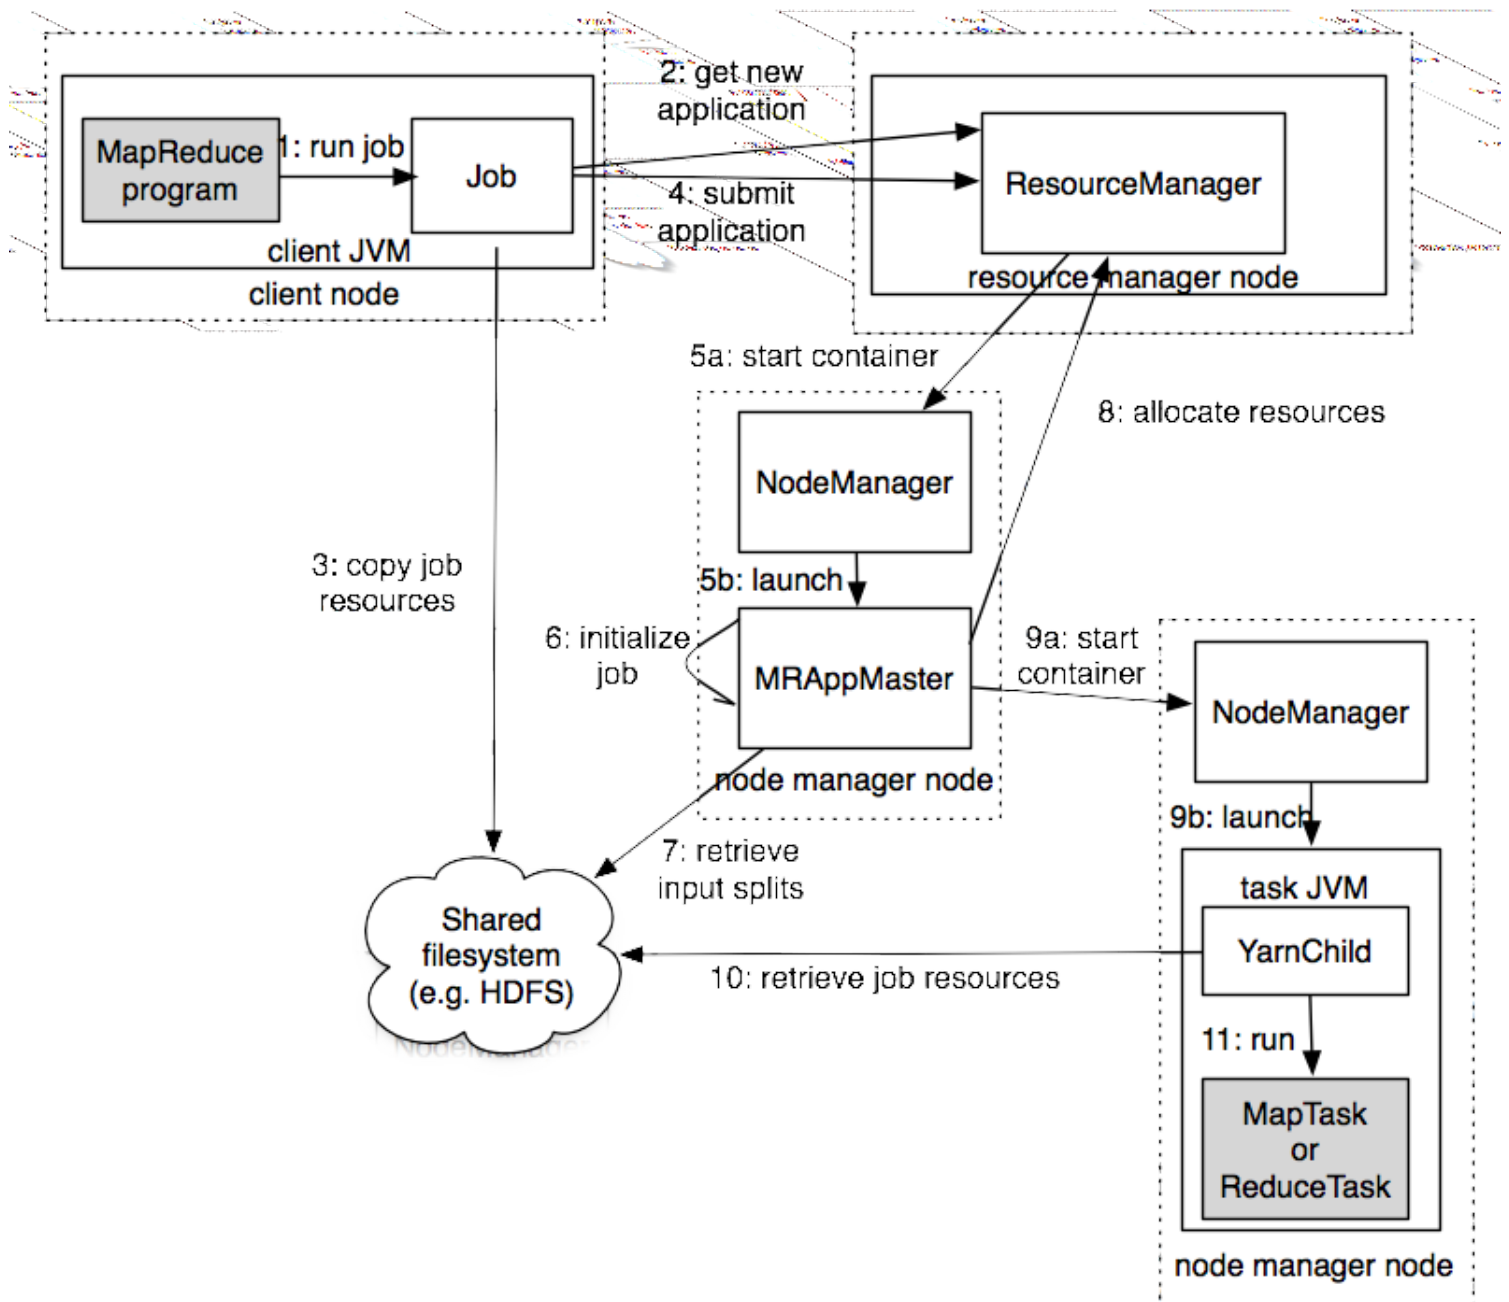 2: get new
application
MapReduce
program
1: run job
Job
4: submit
application
ResourceManager
client JVM
client node
resource manager node
5a: start container
8: allocate resources
NodeManager
3: copy job
resources
5b: launch
6: initialize
job
MRAppMaster
9a: start
container
NodeManager
node manager node
9b: launch
7: retrieve
input splits
task JVM
Shared
filesystem
(e.g. HDFS)
YarnChild
10: retrieve job resources
11: run
NodeManager
MapTask
or
ReduceTask
node manager node